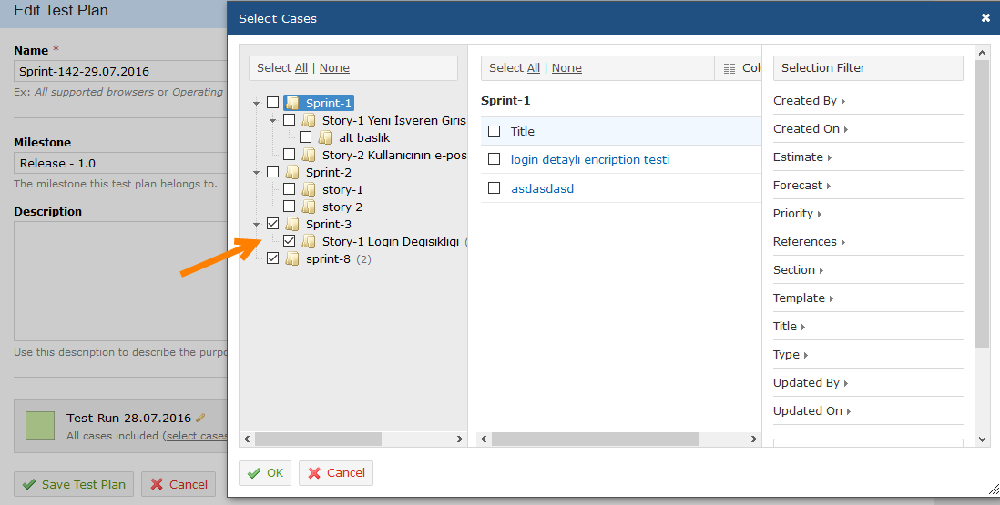 Edit Test Plan
Name *
Sprint-142-29.07.2016
Ex: All supported browsers or Operating
Milestone
Release - 1.0
The milestone this test plan belongs to.
Description
Use this description to describe the purpo
Test Run 28.07.2016
All cases included (select cases
Save Test Plan
Cancel
Select Cases
Select All | None
Sprint-1
Story-1 Yeni İşveren Giriş
alt baslık
Story-2 Kullanıcının e-pos
Sprint-2
story-1
story 2
Sprint-3
Story-1 Login Degisikligi (
sprint-8 (2)
Select All | None
Colu
Sprint-1
Title
login detaylı encription testi
asdasdasd
Selection Filter
Created By
Created On
Estimate
Forecast
Priority
References
Section
Template
Title
Type
Updated By
Updated On
OK
Cancel